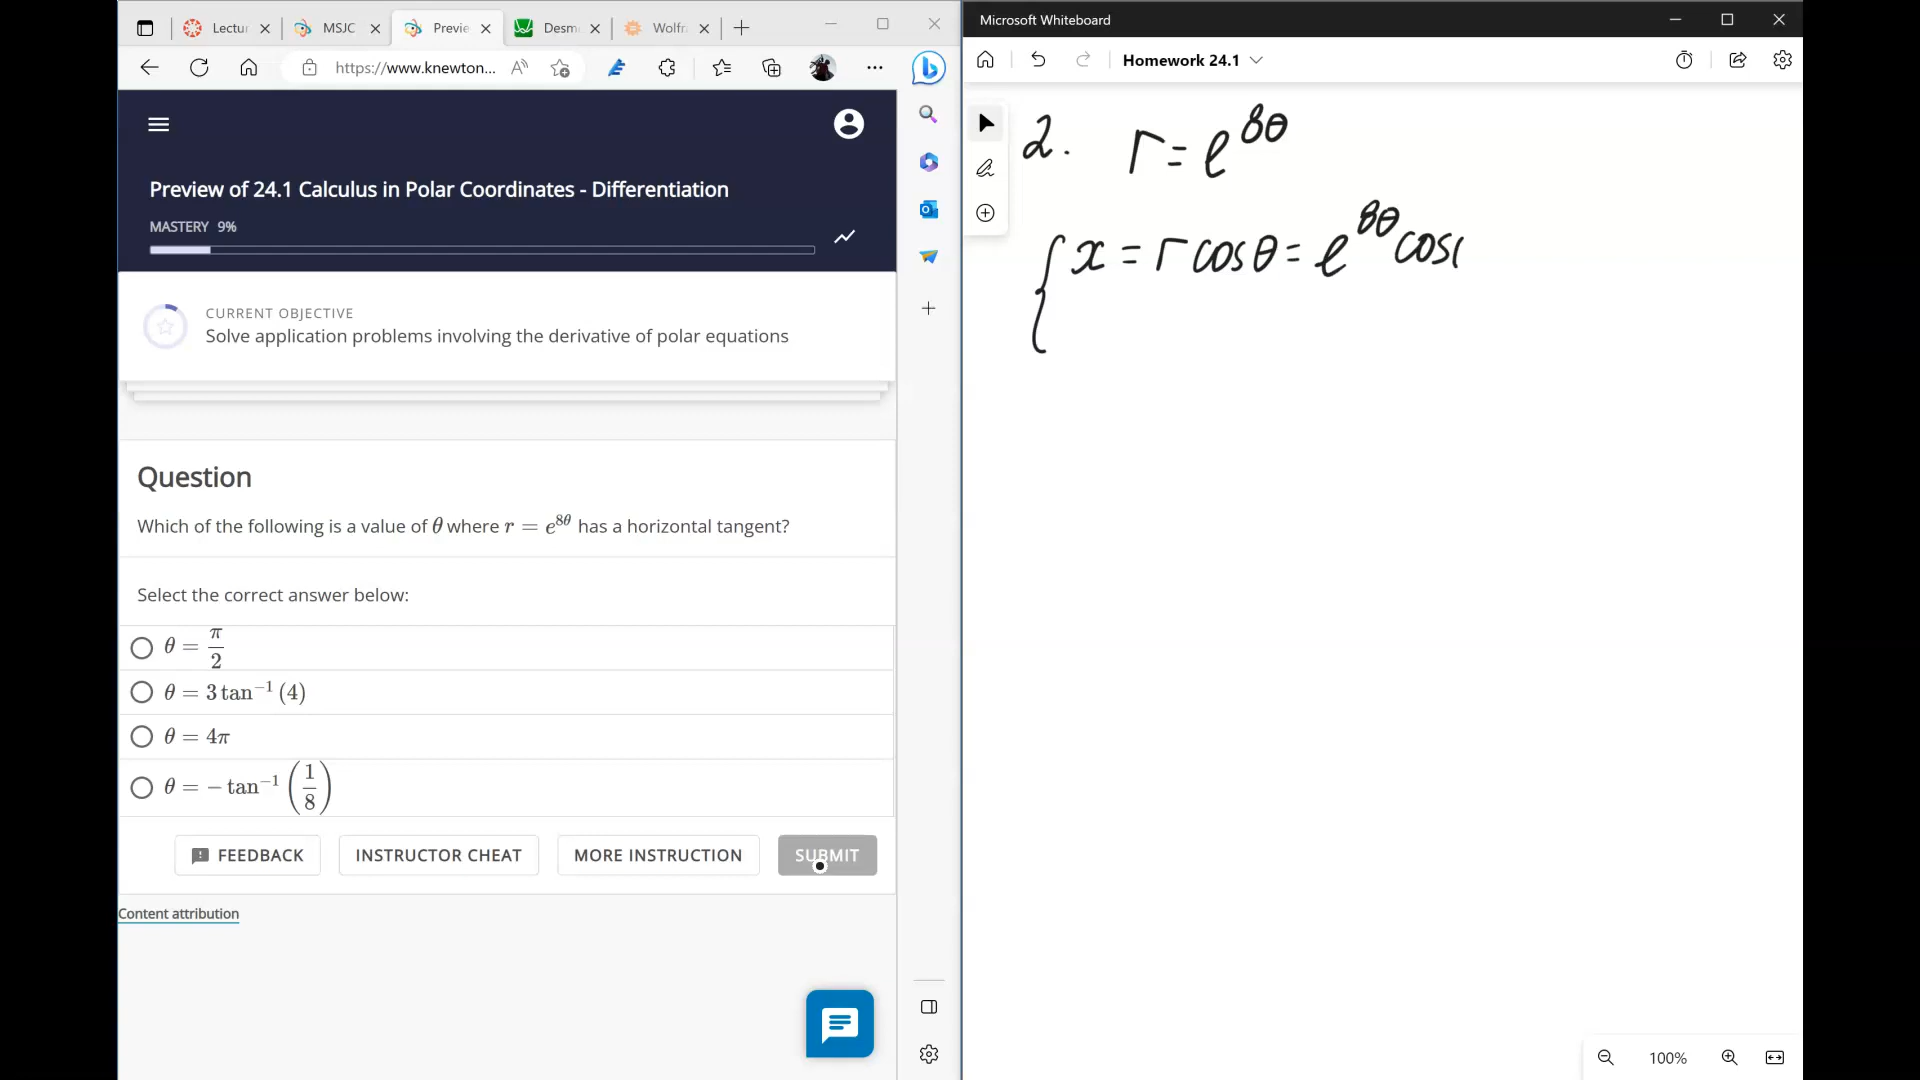 Lectur
MSJC
Previe
Desm
Wolfr
https://www.knewton...
Preview of 24.1 Calculus in Polar Coordinates - Differentiation
MASTERY 9%
CURRENT OBJECTIVE
Solve application problems involving the derivative of polar equations
Question
Which of the following is a value of θ where r = e^{8θ} has a horizontal tangent?
Select the correct answer below:
θ = π/2
θ = 3 tan⁻¹ (4)
θ = 4π
θ = − tan⁻¹ (1/8)
FEEDBACK
INSTRUCTOR CHEAT
MORE INSTRUCTION
SUBMIT
Content attribution
Microsoft Whiteboard
Homework 24.1
2. r = e^{8θ}
{ x = r cos θ = e^{8θ} cos(
100%